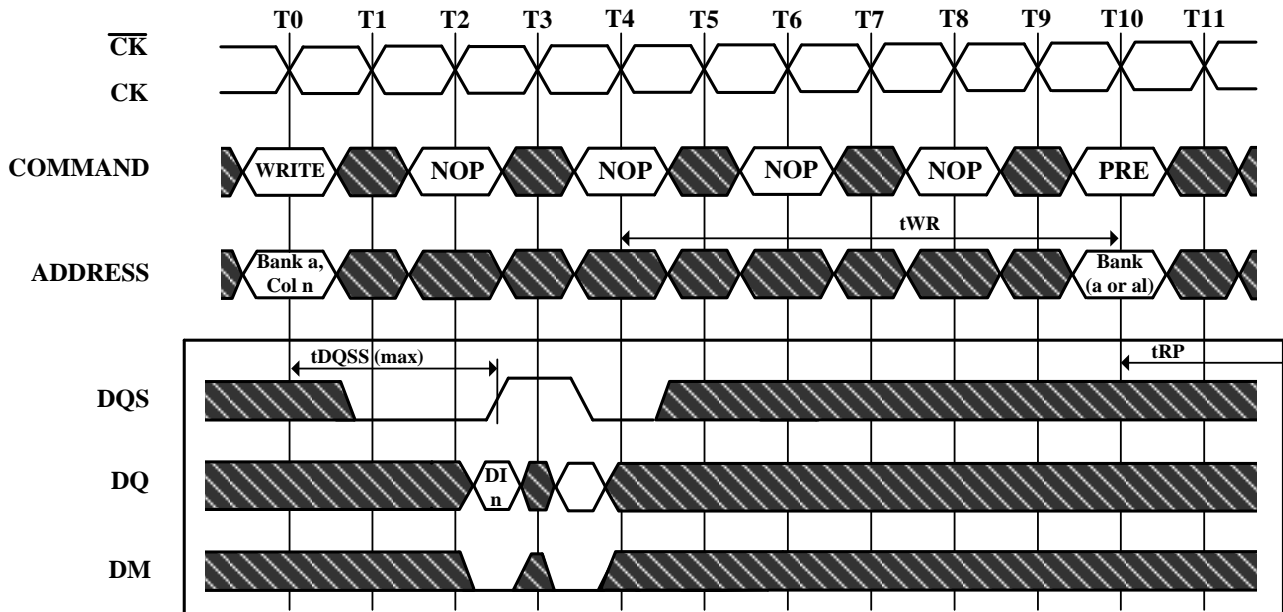 T0 T1 T2 T3 T4 T5 T6 T7 T8 T9 T10 T11
CK
CK
COMMAND WRITE NOP NOP NOP NOP PRE
tWR
ADDRESS Bank a, Col n Bank (a or al)
tDQSS (max) tRP
DQS
DQ DI n
DM